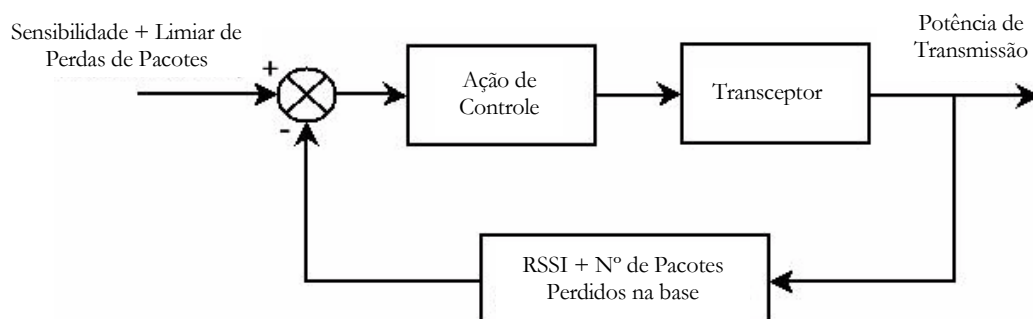 Sensibilidade + Limiar de
Perdas de Pacotes
+
-
Ação de
Controle
Transceptor
Potência de
Transmissão
RSSI + Nº de Pacotes
Perdidos na base